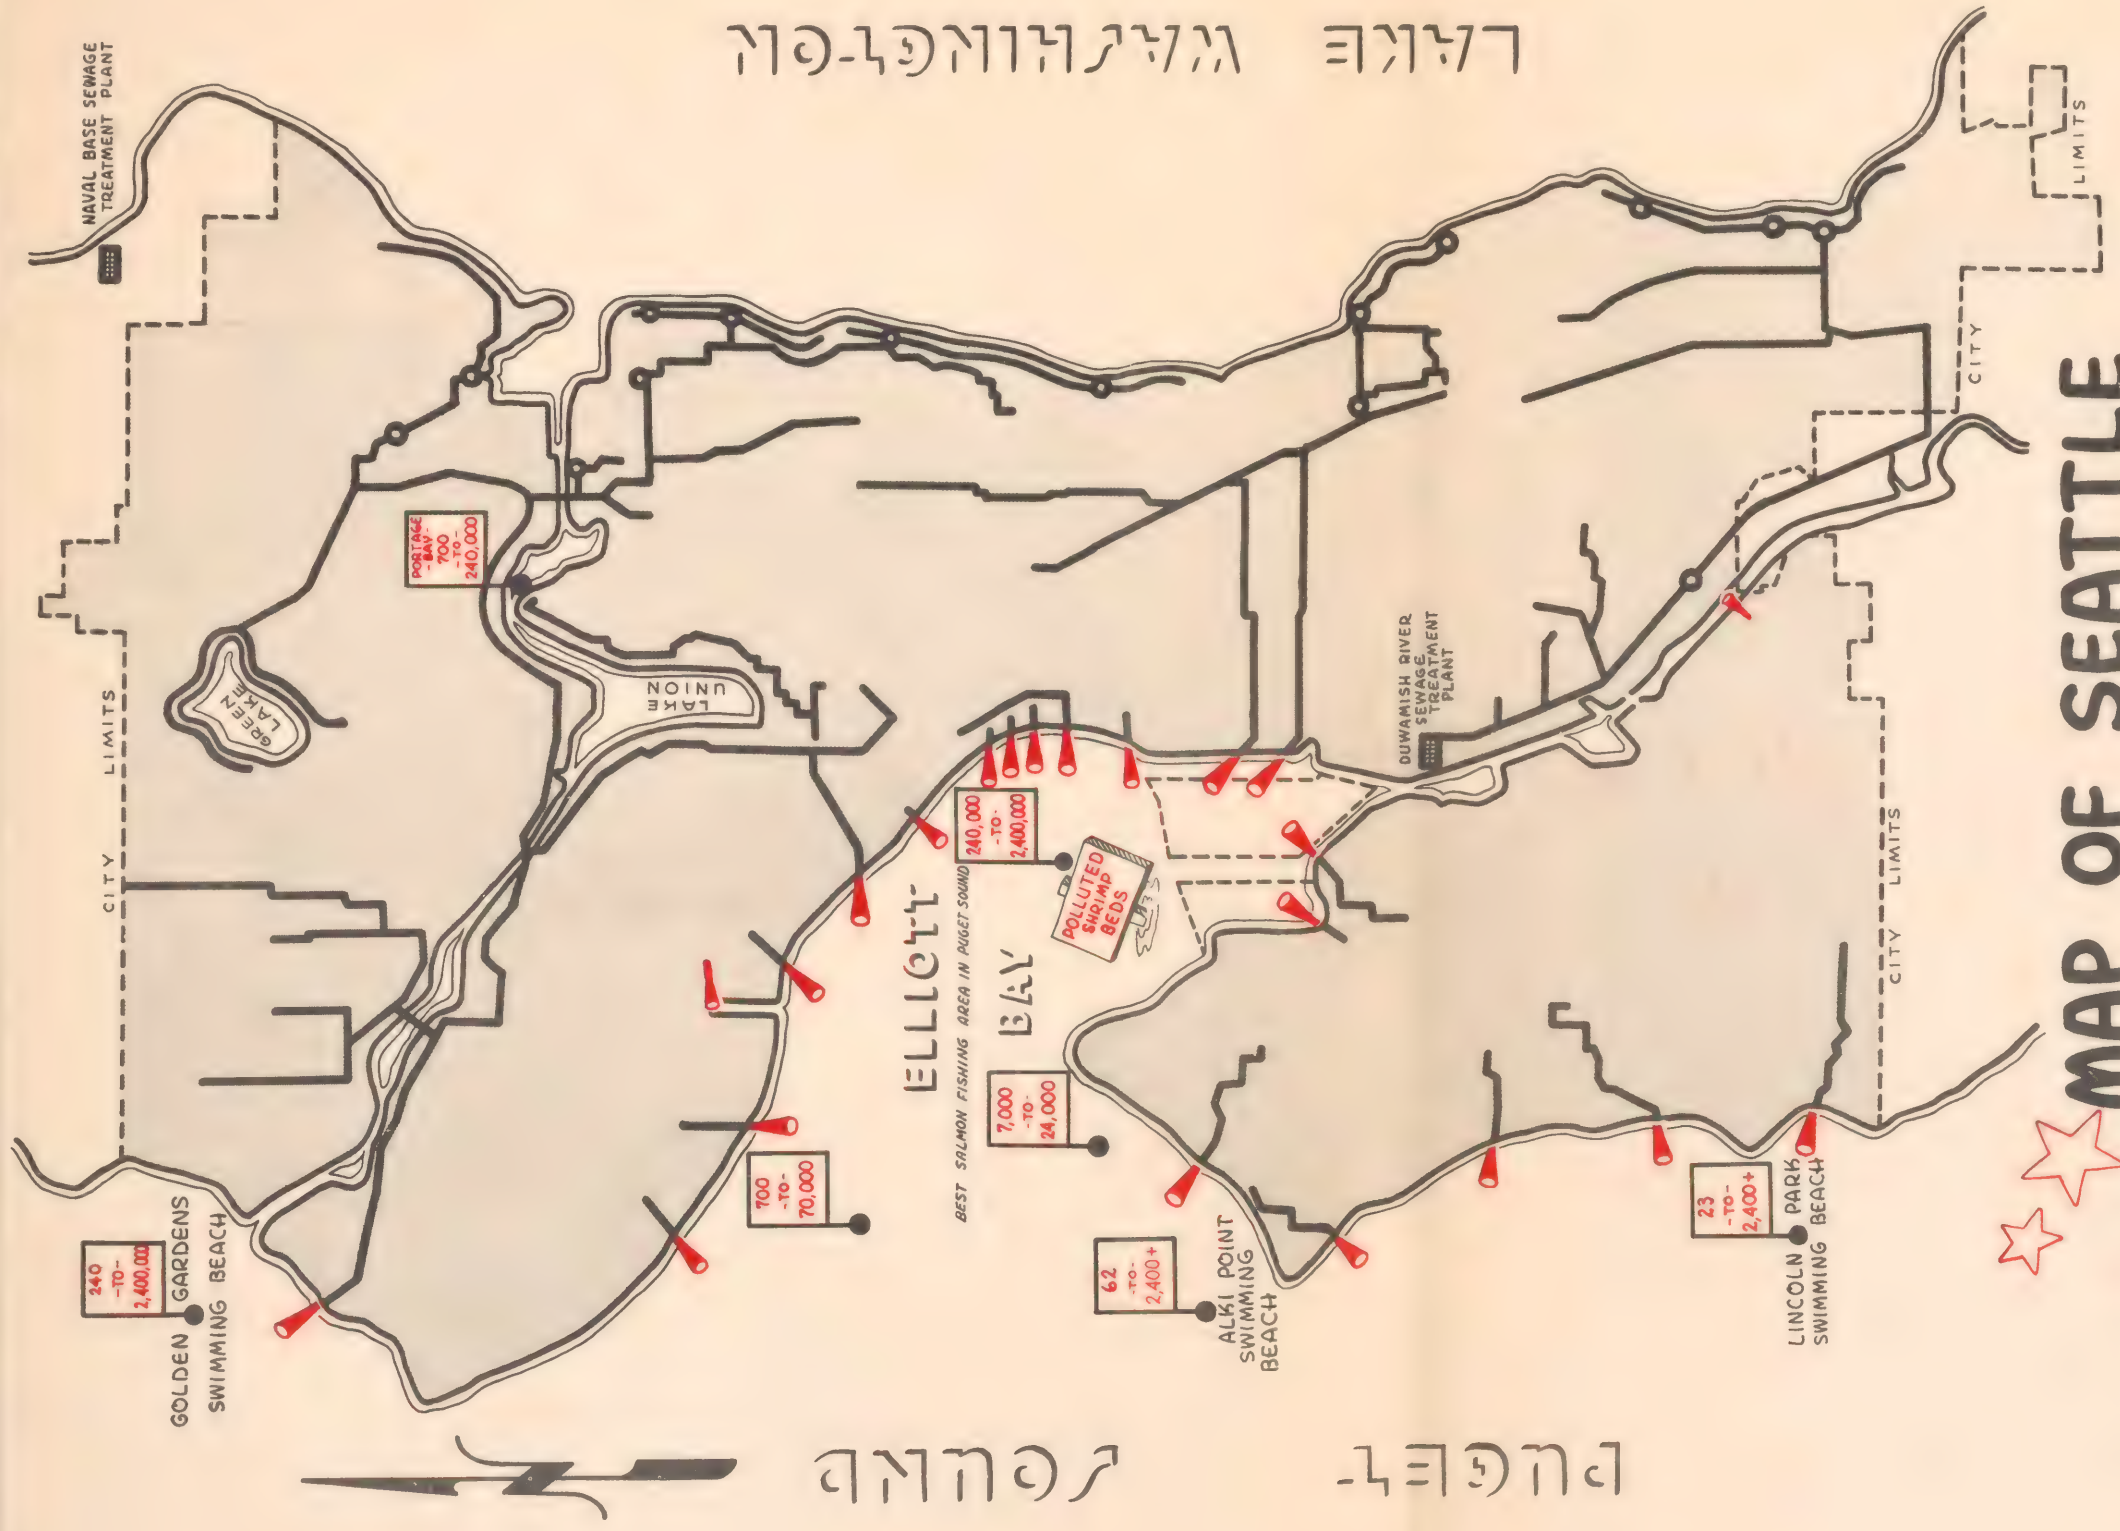 NAVAL BASE SEWAGE
TREATMENT PLANT
LAKE WASHINGTON
CITY LIMITS
GREEN
LAKE
PORTAGE
- BAY -
700
- TO -
240,000
LAKE
UNION
240
-TO-
2,400,000
GOLDEN GARDENS
SWIMMING BEACH
700
-TO-
70,000
ELLIOTT
BAY
BEST SALMON FISHING AREA IN PUGET SOUND
240,000
-TO-
2,400,000
POLLUTED
SHRIMP
BEDS
7,000
-TO-
24,000
62
-TO-
2,400+
ALKI POINT
SWIMMING
BEACH
DUWAMISH RIVER
SEWAGE
TREATMENT
PLANT
23
-TO-
2,400+
LINCOLN PARK
SWIMMING BEACH
CITY LIMITS
CITY LIMITS
PUGET SOUND
MAP OF SEATTLE